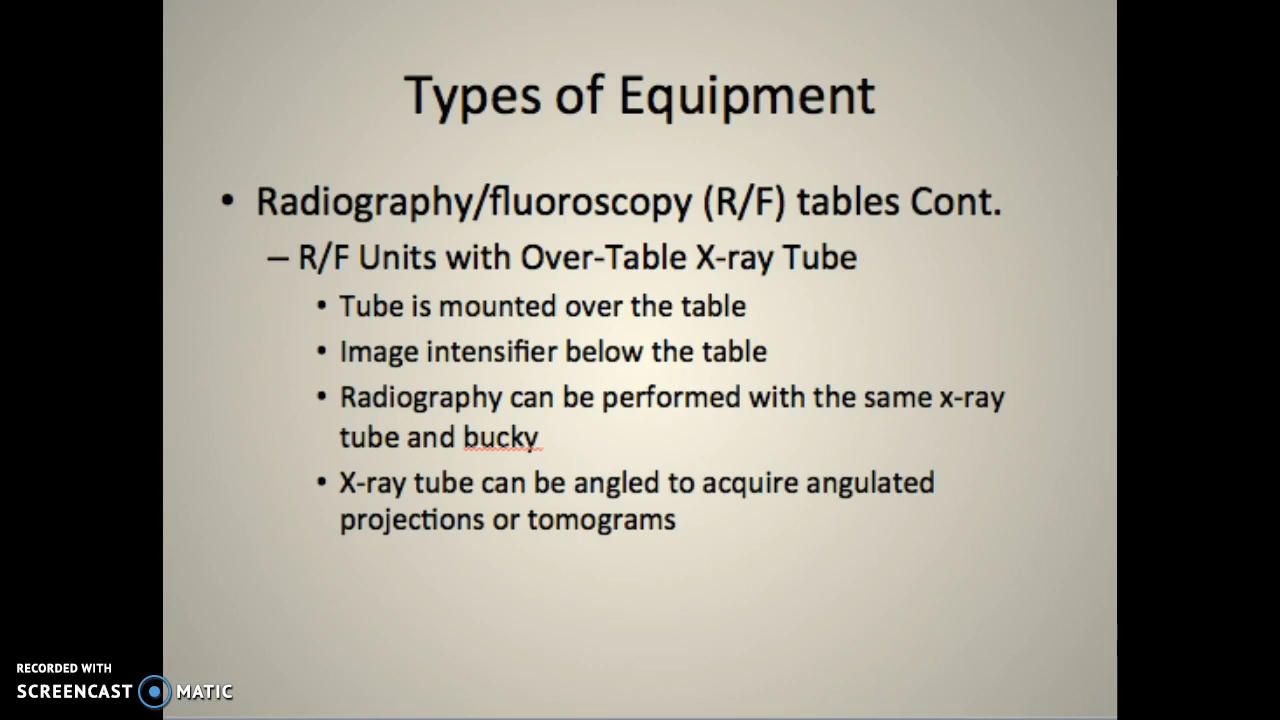 Types of Equipment
• Radiography/fluoroscopy (R/F) tables Cont.
– R/F Units with Over-Table X-ray Tube
• Tube is mounted over the table
• Image intensifier below the table
• Radiography can be performed with the same x-ray
tube and bucky
• X-ray tube can be angled to acquire angulated
projections or tomograms
RECORDED WITH
SCREENCAST MATIC